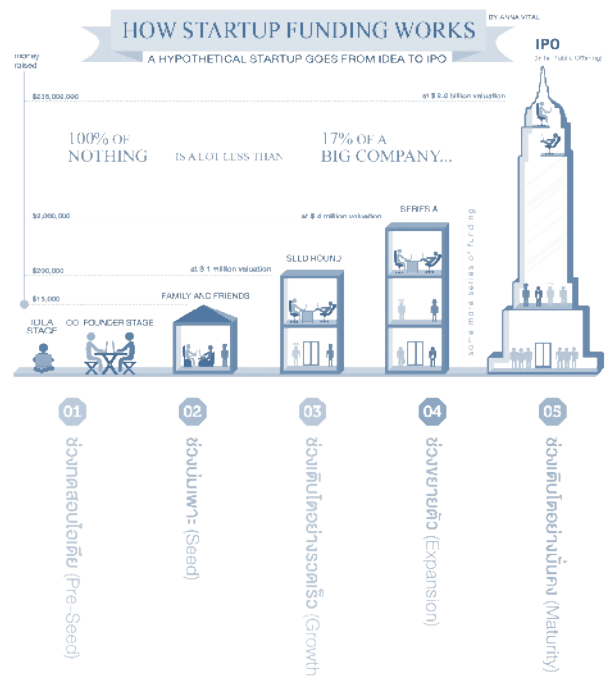 HOW STARTUP FUNDING WORKS
BY ANNA VITAL
A HYPOTHETICAL STARTUP GOES FROM IDEA TO IPO
money
raised
IPO
(Initial Public Offering)
at $ billion valuation
100% OF
NOTHING
IS A LOT LESS THAN
17% OF A
BIG COMPANY...
$2,000,000
at $ 4 million valuation
SERIES A
some more series of funding
SEED ROUND
$200,000
at $ 1 million valuation
FAMILY AND FRIENDS
$15,000
IDEA
STAGE
CO-FOUNDER STAGE
01
02
03
04
05
ช่วงทดสอบไอเดีย (Pre-Seed)
ช่วงบ่มเพาะ (Seed)
ช่วงเติบโตอย่างรวดเร็ว (Growth
ช่วงขยายตัว (Expansion)
ช่วงเติบโตอย่างมั่นคง (Maturity)